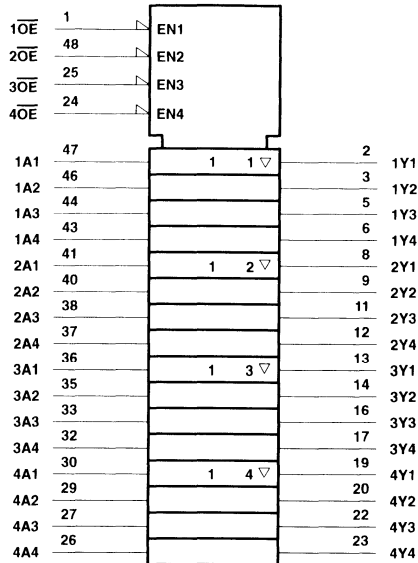 1O̅E̅ 1 EN1
2O̅E̅ 48 EN2
3O̅E̅ 25 EN3
4O̅E̅ 24 EN4
1A1 47 1 1 ▽ 2 1Y1
1A2 46 3 1Y2
1A3 44 5 1Y3
1A4 43 6 1Y4
2A1 41 1 2 ▽ 8 2Y1
2A2 40 9 2Y2
2A3 38 11 2Y3
2A4 37 12 2Y4
3A1 36 1 3 ▽ 13 3Y1
3A2 35 14 3Y2
3A3 33 16 3Y3
3A4 32 17 3Y4
4A1 30 1 4 ▽ 19 4Y1
4A2 29 20 4Y2
4A3 27 22 4Y3
4A4 26 23 4Y4